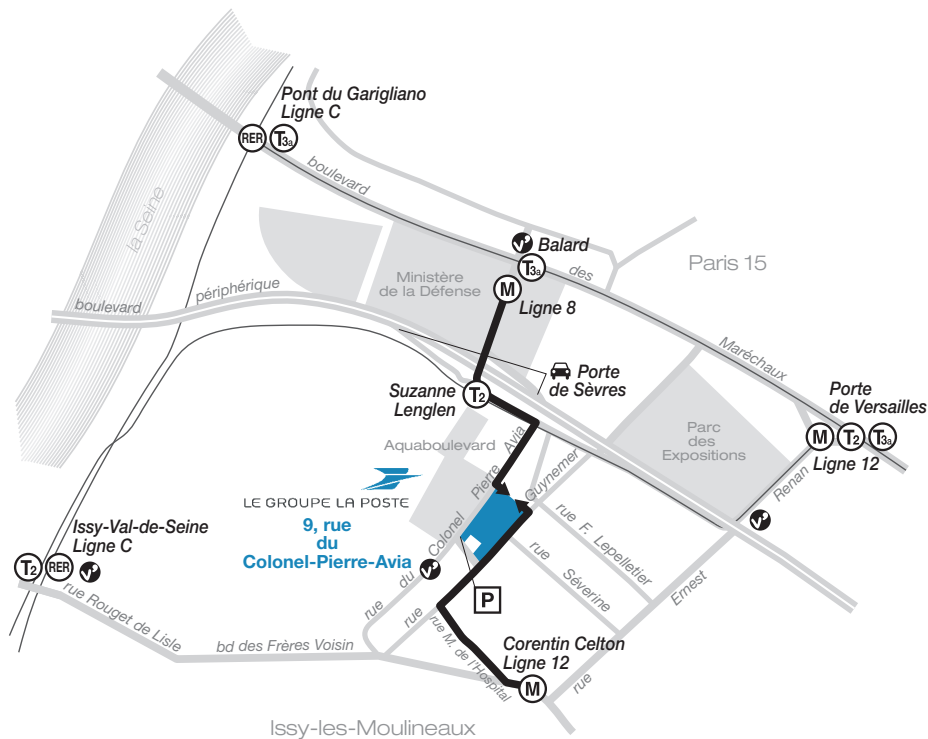 Pont du Garigliano
Ligne C
RER
T3a
boulevard
la Seine
Balard
T3a
des
Paris 15
Ministère
de la Défense
M
Ligne 8
périphérique
boulevard
Maréchaux
Porte
de Sèvres
Porte
de Versailles
Suzanne
Lenglen
T2
M
T2
T3a
Ligne 12
Parc
des
Expositions
Renan
Aquaboulevard
Avia
Pierre
Guynemer
LE GROUPE LA POSTE
9, rue
du
Colonel-Pierre-Avia
Colonel
du
rue
rue F. Lepelletier
rue
Séverine
Ernest
rue
Issy-Val-de-Seine
Ligne C
T2
RER
P
rue
rue Rouget de Lisle
bd des Frères Voisin
rue M. de l'Hospital
Corentin Celton
Ligne 12
M
Issy-les-Moulineaux